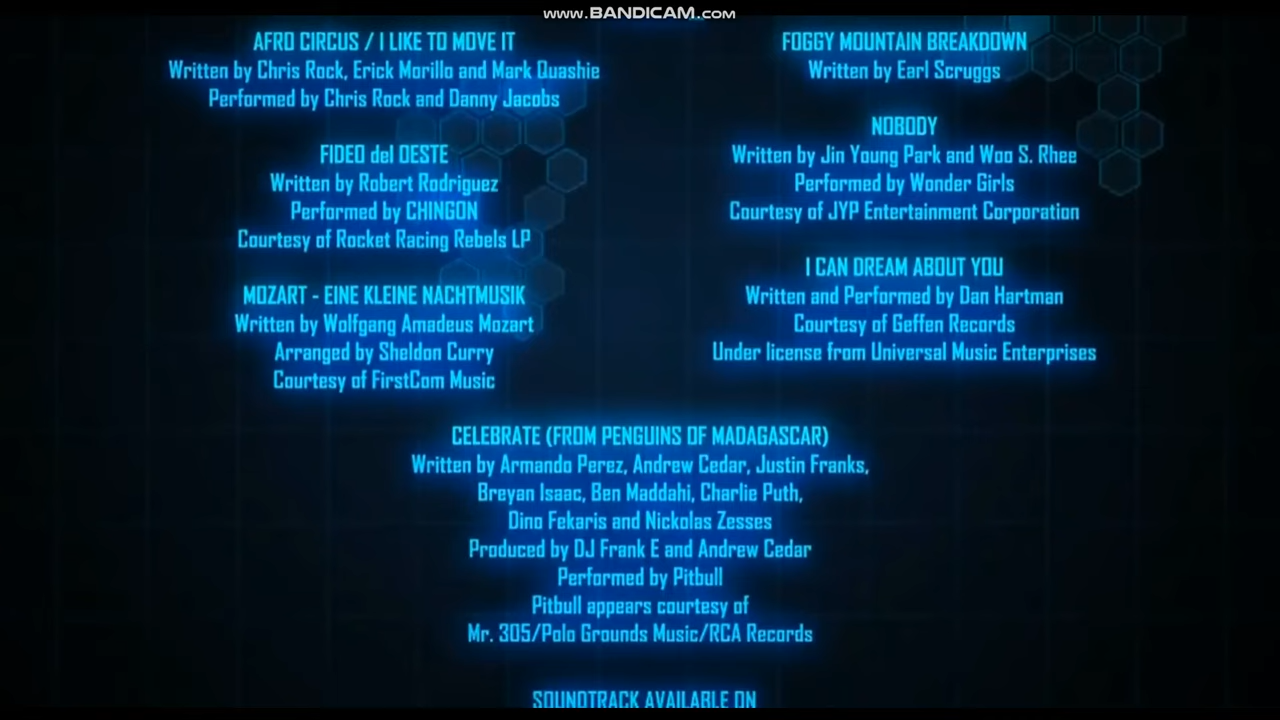 www.BANDICAM.com
AFRO CIRCUS / I LIKE TO MOVE IT
Written by Chris Rock, Erick Morillo and Mark Quashie
Performed by Chris Rock and Danny Jacobs
FIDEO del OESTE
Written by Robert Rodriguez
Performed by CHINGON
Courtesy of Rocket Racing Rebels LP
MOZART - EINE KLEINE NACHTMUSIK
Written by Wolfgang Amadeus Mozart
Arranged by Sheldon Curry
Courtesy of FirstCom Music
FOGGY MOUNTAIN BREAKDOWN
Written by Earl Scruggs
NOBODY
Written by Jin Young Park and Woo S. Rhee
Performed by Wonder Girls
Courtesy of JYP Entertainment Corporation
I CAN DREAM ABOUT YOU
Written and Performed by Dan Hartman
Courtesy of Geffen Records
Under license from Universal Music Enterprises
CELEBRATE (FROM PENGUINS OF MADAGASCAR)
Written by Armando Perez, Andrew Cedar, Justin Franks,
Breyan Isaac, Ben Maddahi, Charlie Puth,
Dino Fekaris and Nickolas Zesses
Produced by DJ Frank E and Andrew Cedar
Performed by Pitbull
Pitbull appears courtesy of
Mr. 305/Polo Grounds Music/RCA Records
SOUNDTRACK AVAILABLE ON